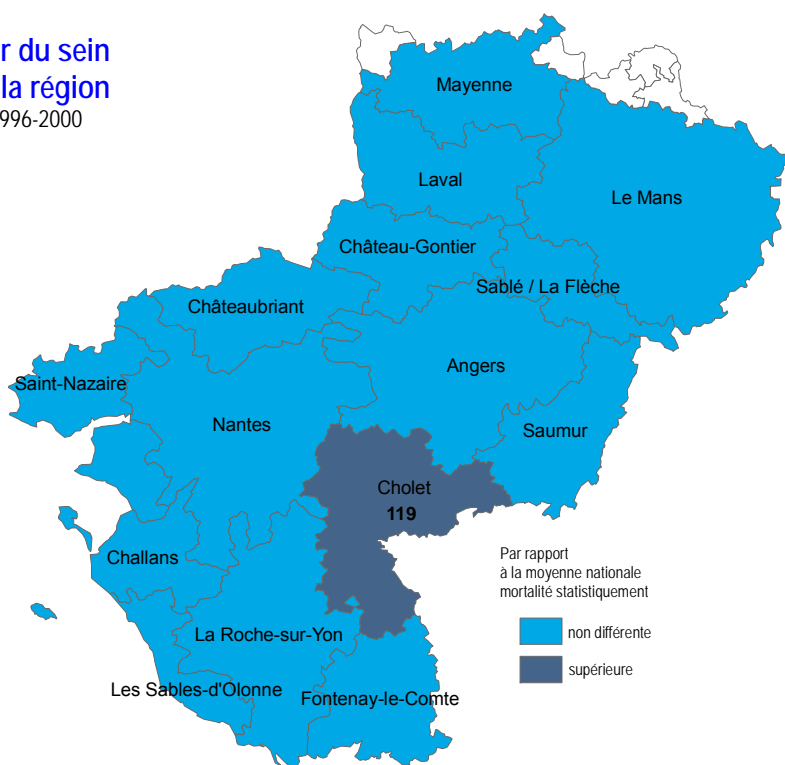 r du sein
la région
996-2000
Mayenne
Laval
Le Mans
Château-Gontier
Sablé / La Flèche
Châteaubriant
Angers
Saint-Nazaire
Nantes
Saumur
Cholet
119
Challans
Par rapport
à la moyenne nationale
mortalité statistiquement
non différente
supérieure
La Roche-sur-Yon
Les Sables-d'Olonne
Fontenay-le-Comte